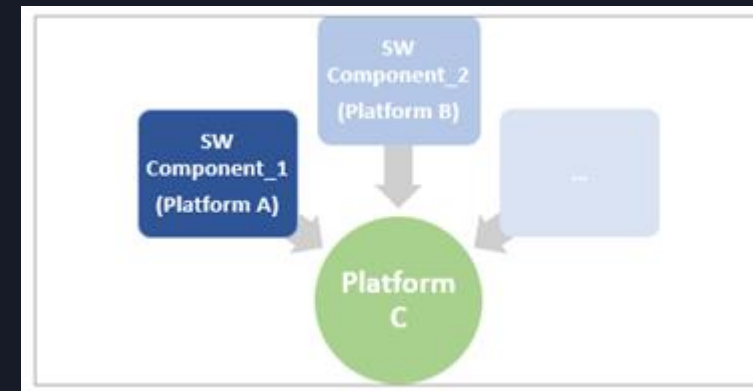 SW
Component_2
(Platform B)
SW
Component_1
(Platform A)
...
Platform
C